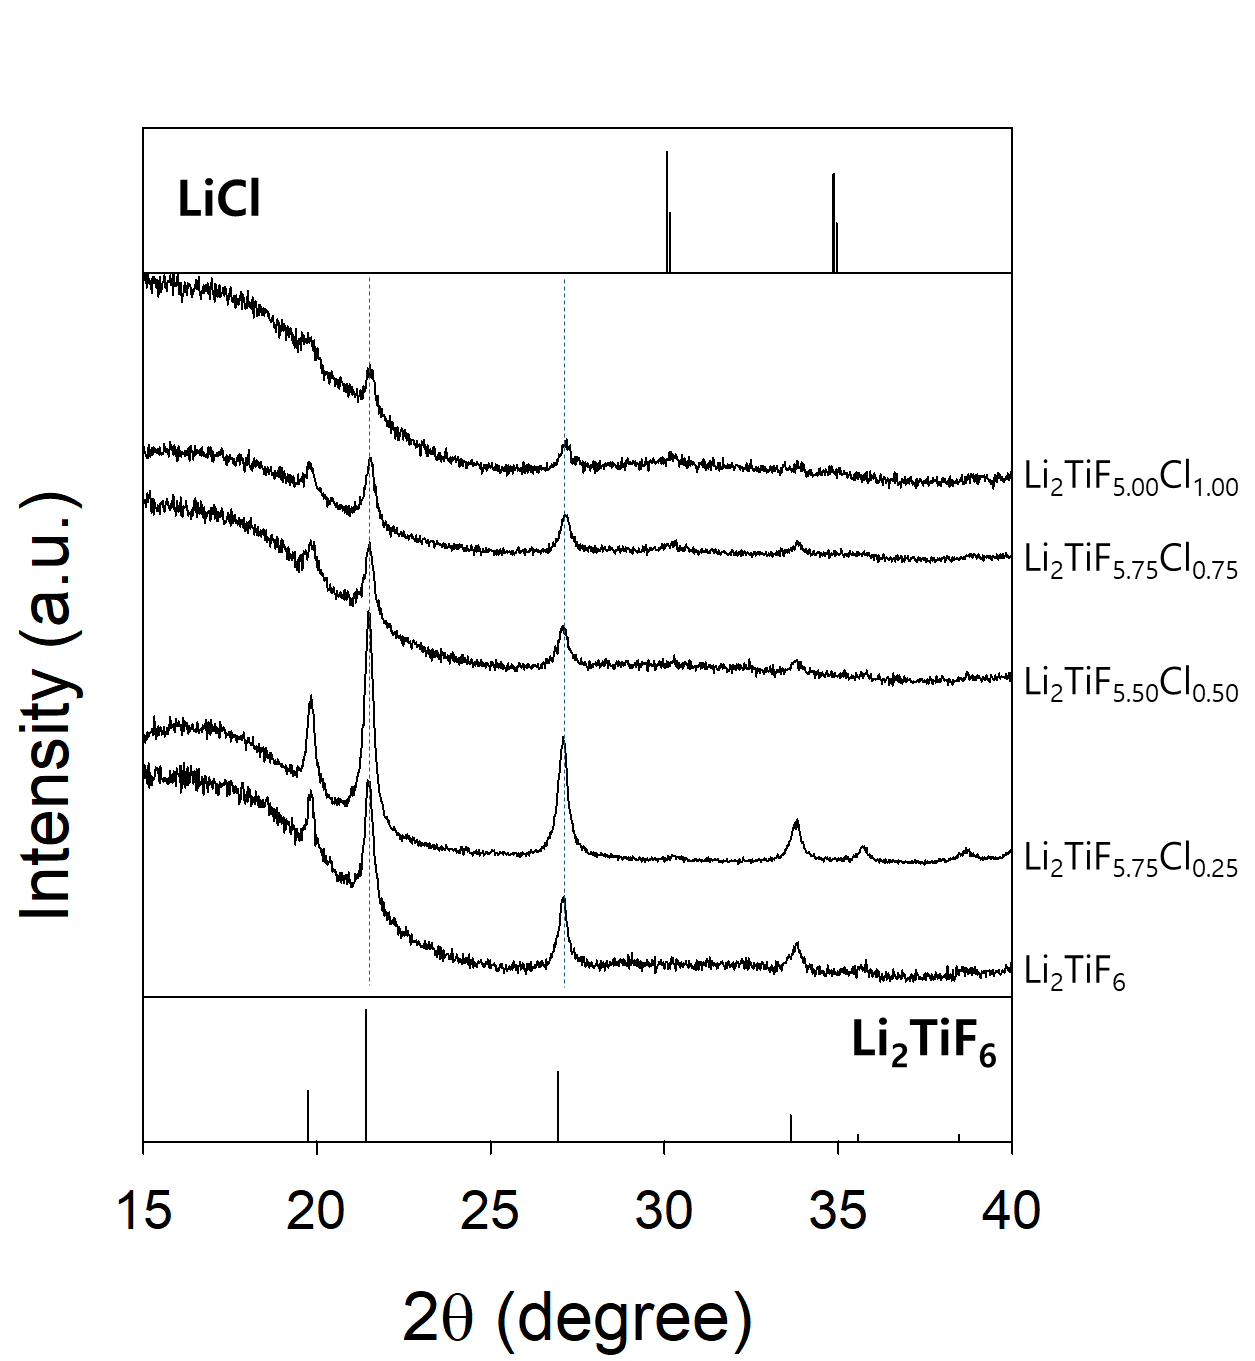 LiCl
Li₂TiF₅.₀₀Cl₁.₀₀
Li₂TiF₅.₇₅Cl₀.₇₅
Li₂TiF₅.₅₀Cl₀.₅₀
Li₂TiF₅.₇₅Cl₀.₂₅
Li₂TiF₆
Li₂TiF₆
Intensity (a.u.)
15 20 25 30 35 40
2θ (degree)